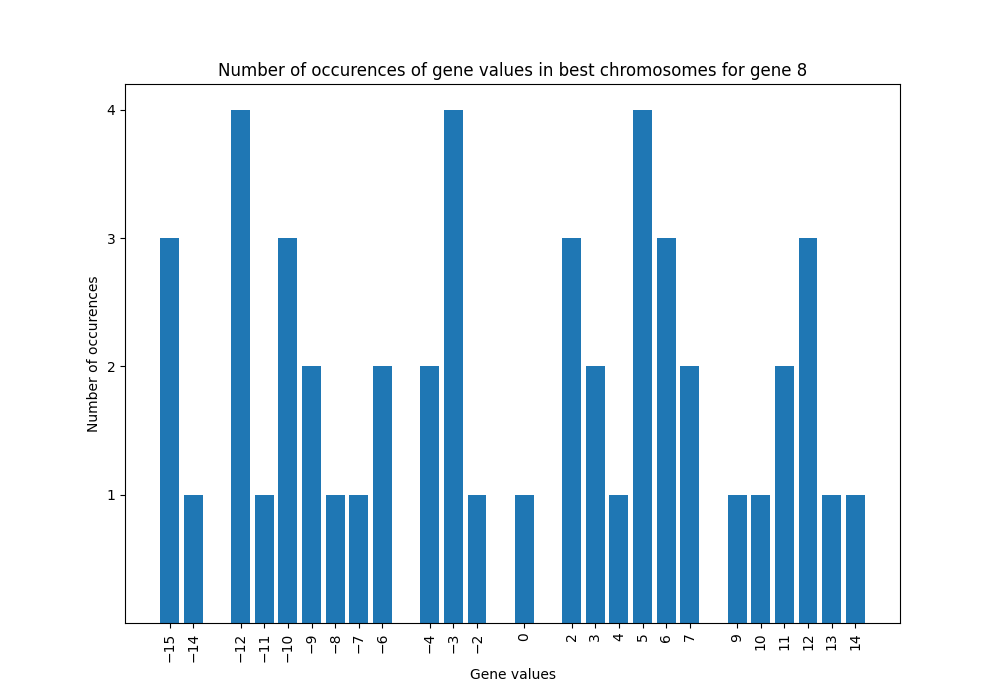 Number of occurences of gene values in best chromosomes for gene 8
4
3
2
1
Number of occurences
−15 −14 −12 −11 −10 −9 −8 −7 −6 −4 −3 −2 0 2 3 4 5 6 7 9 10 11 12 13 14
Gene values